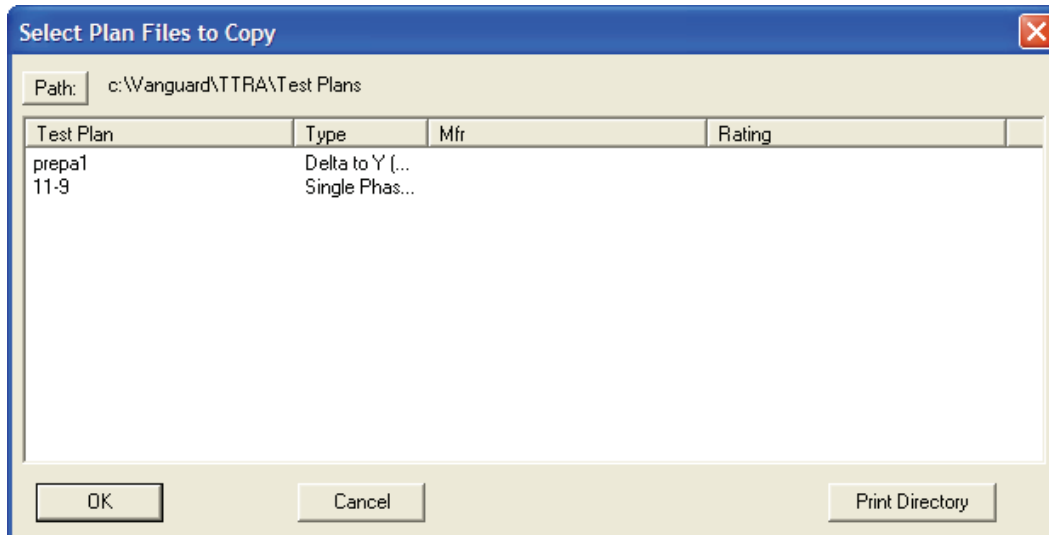 Select Plan Files to Copy
Path: c:\Vanguard\TTRA\Test Plans
Test Plan Type Mfr Rating
prepa1 Delta to Y (...
11-9 Single Phas...
OK Cancel Print Directory